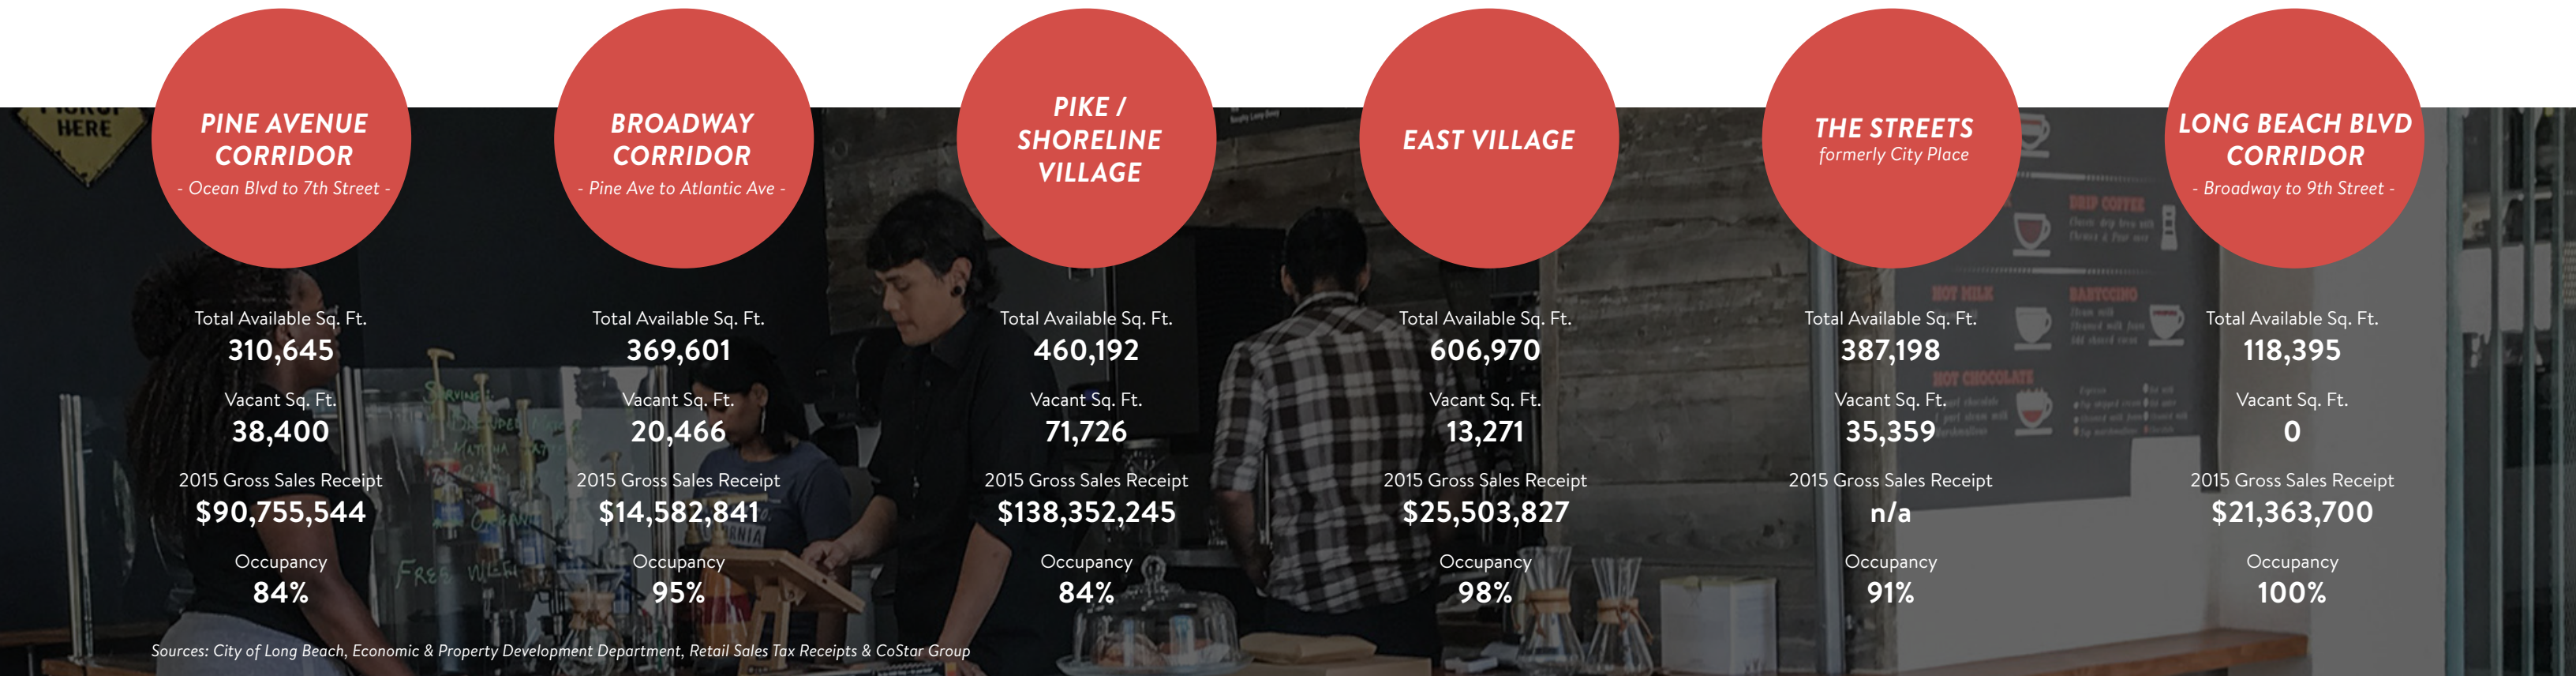 PINE AVENUE
CORRIDOR
- Ocean Blvd to 7th Street -
BROADWAY
CORRIDOR
- Pine Ave to Atlantic Ave -
PIKE /
SHORELINE
VILLAGE
EAST VILLAGE
THE STREETS
formerly City Place
LONG BEACH BLVD
CORRIDOR
- Broadway to 9th Street -
HERE
DRIP COFFEE
HOT MILK
BABYCCINO
HOT CHOCOLATE
Total Available Sq. Ft.
310,645
Vacant Sq. Ft.
38,400
2015 Gross Sales Receipt
$90,755,544
Occupancy
84%
Total Available Sq. Ft.
369,601
Vacant Sq. Ft.
20,466
2015 Gross Sales Receipt
$14,582,841
Occupancy
95%
Total Available Sq. Ft.
460,192
Vacant Sq. Ft.
71,726
2015 Gross Sales Receipt
$138,352,245
Occupancy
84%
Total Available Sq. Ft.
606,970
Vacant Sq. Ft.
13,271
2015 Gross Sales Receipt
$25,503,827
Occupancy
98%
Total Available Sq. Ft.
387,198
Vacant Sq. Ft.
35,359
2015 Gross Sales Receipt
n/a
Occupancy
91%
Total Available Sq. Ft.
118,395
Vacant Sq. Ft.
0
2015 Gross Sales Receipt
$21,363,700
Occupancy
100%
Sources: City of Long Beach, Economic & Property Development Department, Retail Sales Tax Receipts & CoStar Group